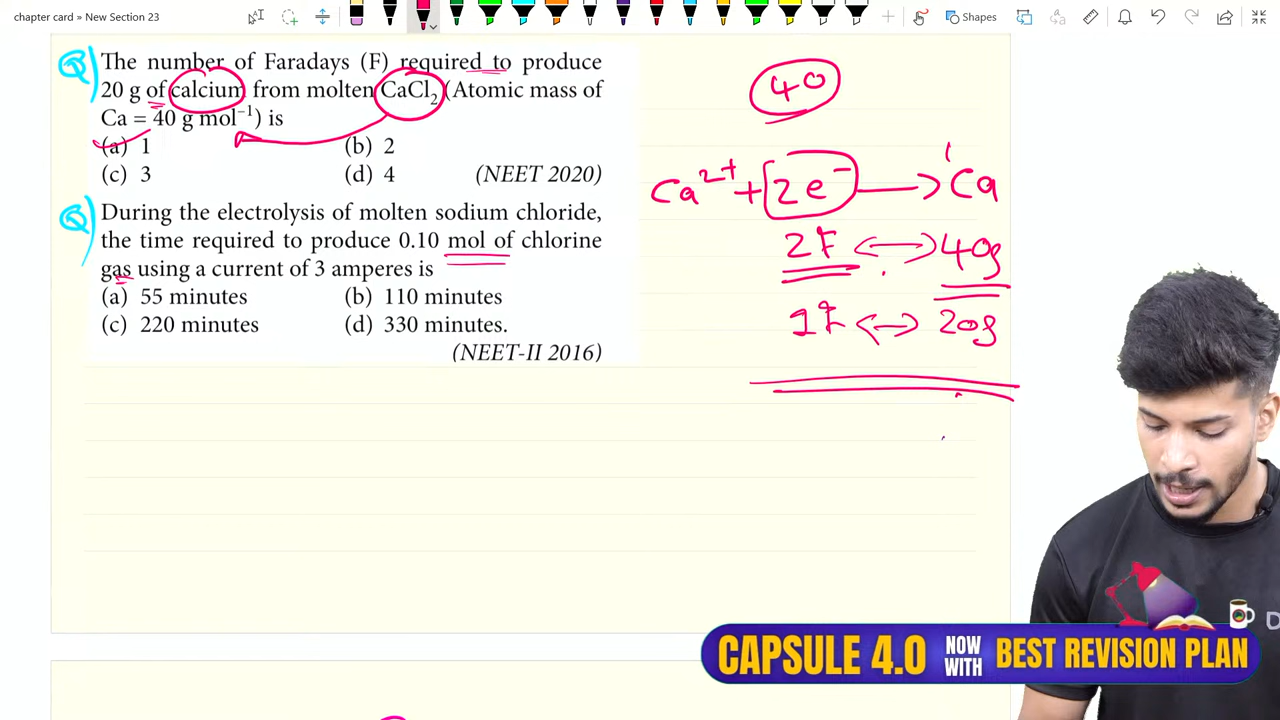 chapter card » New Section 23
Shapes
Q) The number of Faradays (F) required to produce
20 g of calcium from molten CaCl₂ (Atomic mass of
Ca = 40 g mol⁻¹) is
(a) 1 (b) 2
(c) 3 (d) 4 (NEET 2020)
Q) During the electrolysis of molten sodium chloride,
the time required to produce 0.10 mol of chlorine
gas using a current of 3 amperes is
(a) 55 minutes (b) 110 minutes
(c) 220 minutes (d) 330 minutes.
(NEET-II 2016)
40
Ca²⁺ + 2e⁻ → Ca
2F ↔ 40g
1F ↔ 20g
CAPSULE 4.0 NOW WITH BEST REVISION PLAN